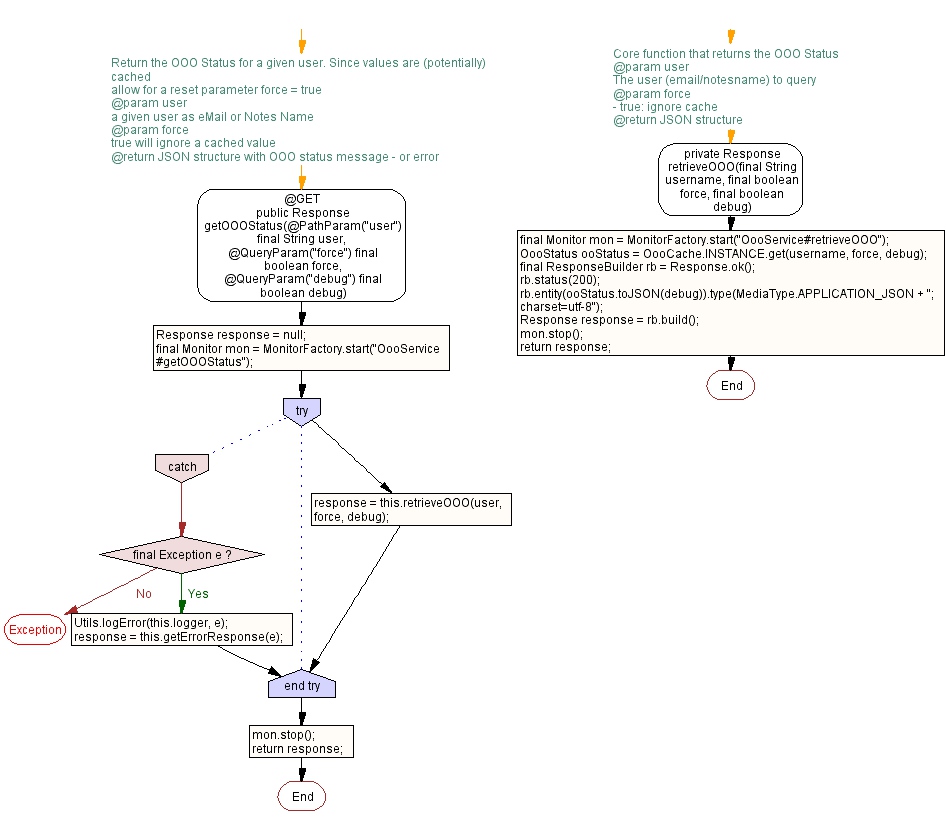 Return the OOO Status for a given user. Since values are (potentially)
cached
allow for a reset parameter force = true
@param user
a given user as eMail or Notes Name
@param force
true will ignore a cached value
@return JSON structure with OOO status message - or error
@GET
public Response
getOOOStatus(@PathParam("user")
final String user,
@QueryParam("force") final
boolean force,
@QueryParam("debug") final
boolean debug)
Response response = null;
final Monitor mon = MonitorFactory.start("OooService
#getOOOStatus");
try
catch
response = this.retrieveOOO(user,
force, debug);
final Exception e ?
No
Yes
Exception
Utils.logError(this.logger, e);
response = this.getErrorResponse(e);
end try
mon.stop();
return response;
End
Core function that returns the OOO Status
@param user
The user (email/notesname) to query
@param force
- true: ignore cache
@return JSON structure
private Response
retrieveOOO(final String
username, final boolean
force, final boolean
debug)
final Monitor mon = MonitorFactory.start("OooService#retrieveOOO");
OooStatus ooStatus = OooCache.INSTANCE.get(username, force, debug);
final ResponseBuilder rb = Response.ok();
rb.status(200);
rb.entity(ooStatus.toJSON(debug)).type(MediaType.APPLICATION_JSON + ";
charset=utf-8");
Response response = rb.build();
mon.stop();
return response;
End